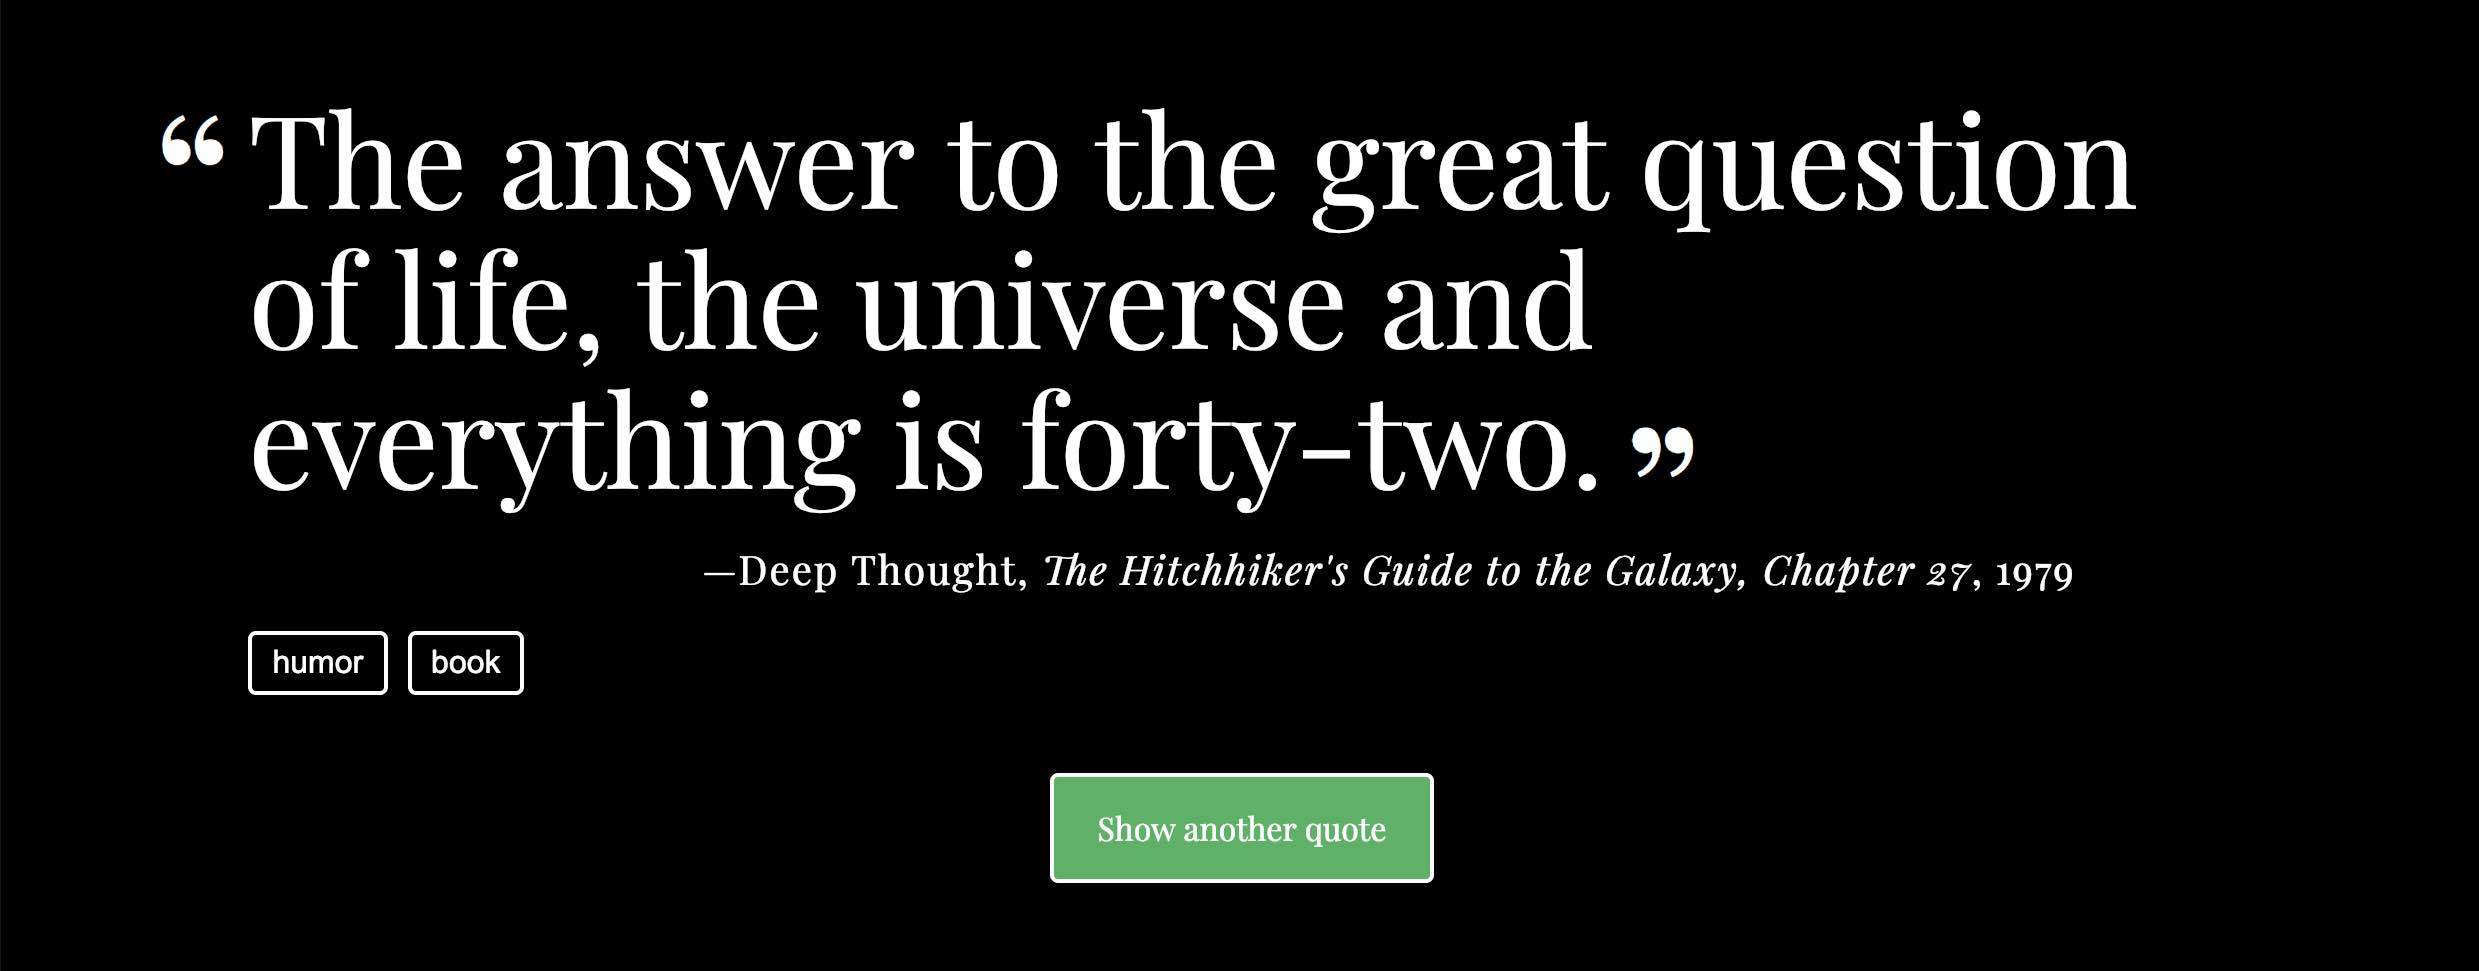 “ The answer to the great question
of life, the universe and
everything is forty-two. ”
—Deep Thought, The Hitchhiker's Guide to the Galaxy, Chapter 27, 1979
humor book
Show another quote